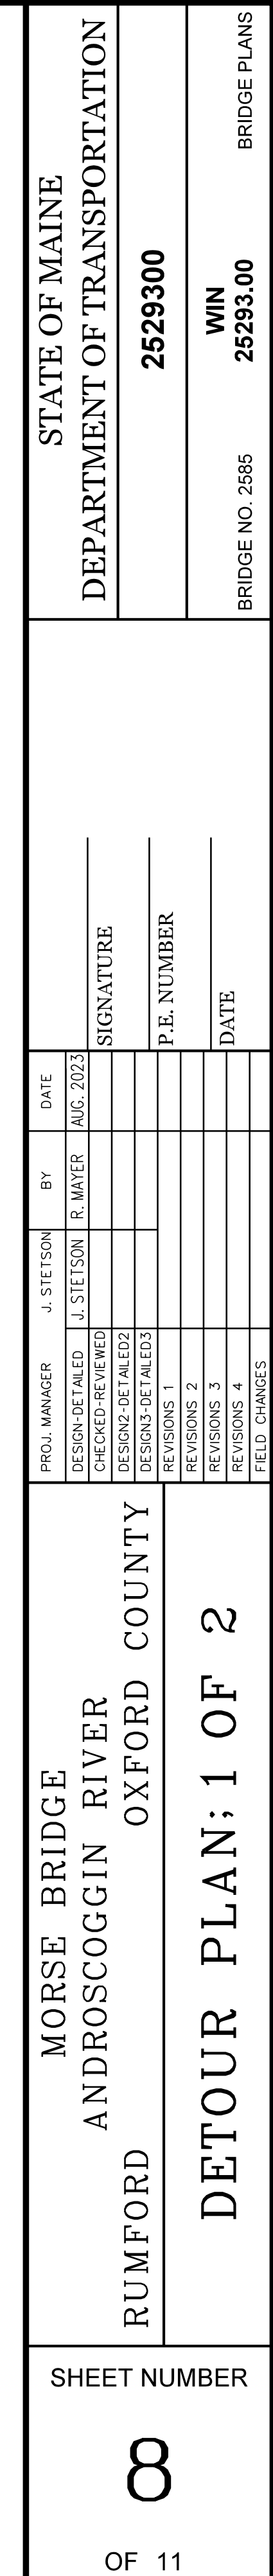 STATE OF MAINE
DEPARTMENT OF TRANSPORTATION
2529300
WIN
25293.00
BRIDGE NO. 2585 BRIDGE PLANS
SIGNATURE
P.E. NUMBER
DATE
PROJ. MANAGER J. STETSON BY DATE
DESIGN-DETAILED J. STETSON R. MAYER AUG. 2023
CHECKED-REVIEWED
DESIGN2-DETAILED2
DESIGN3-DETAILED3
REVISIONS 1
REVISIONS 2
REVISIONS 3
REVISIONS 4
FIELD CHANGES
MORSE BRIDGE
ANDROSCOGGIN RIVER
RUMFORD OXFORD COUNTY
DETOUR PLAN; 1 OF 2
SHEET NUMBER
8
OF 11